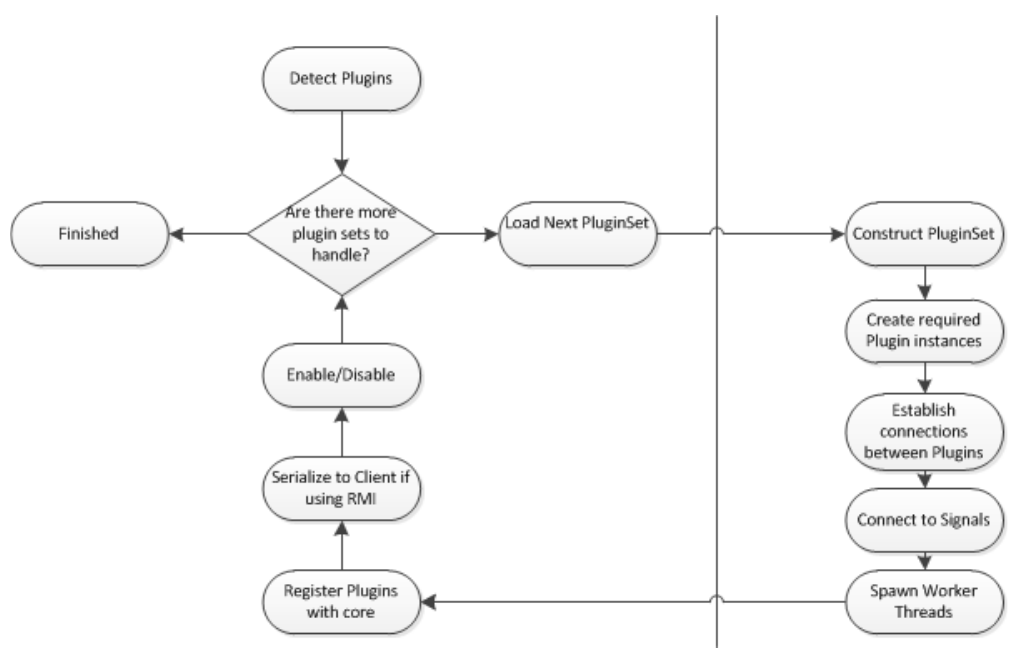 Detect Plugins
Are there more
plugin sets to
handle?
Finished
Load Next PluginSet
Construct PluginSet
Create required
Plugin instances
Establish
connections
between Plugins
Connect to Signals
Spawn Worker
Threads
Register Plugins
with core
Serialize to Client if
using RMI
Enable/Disable